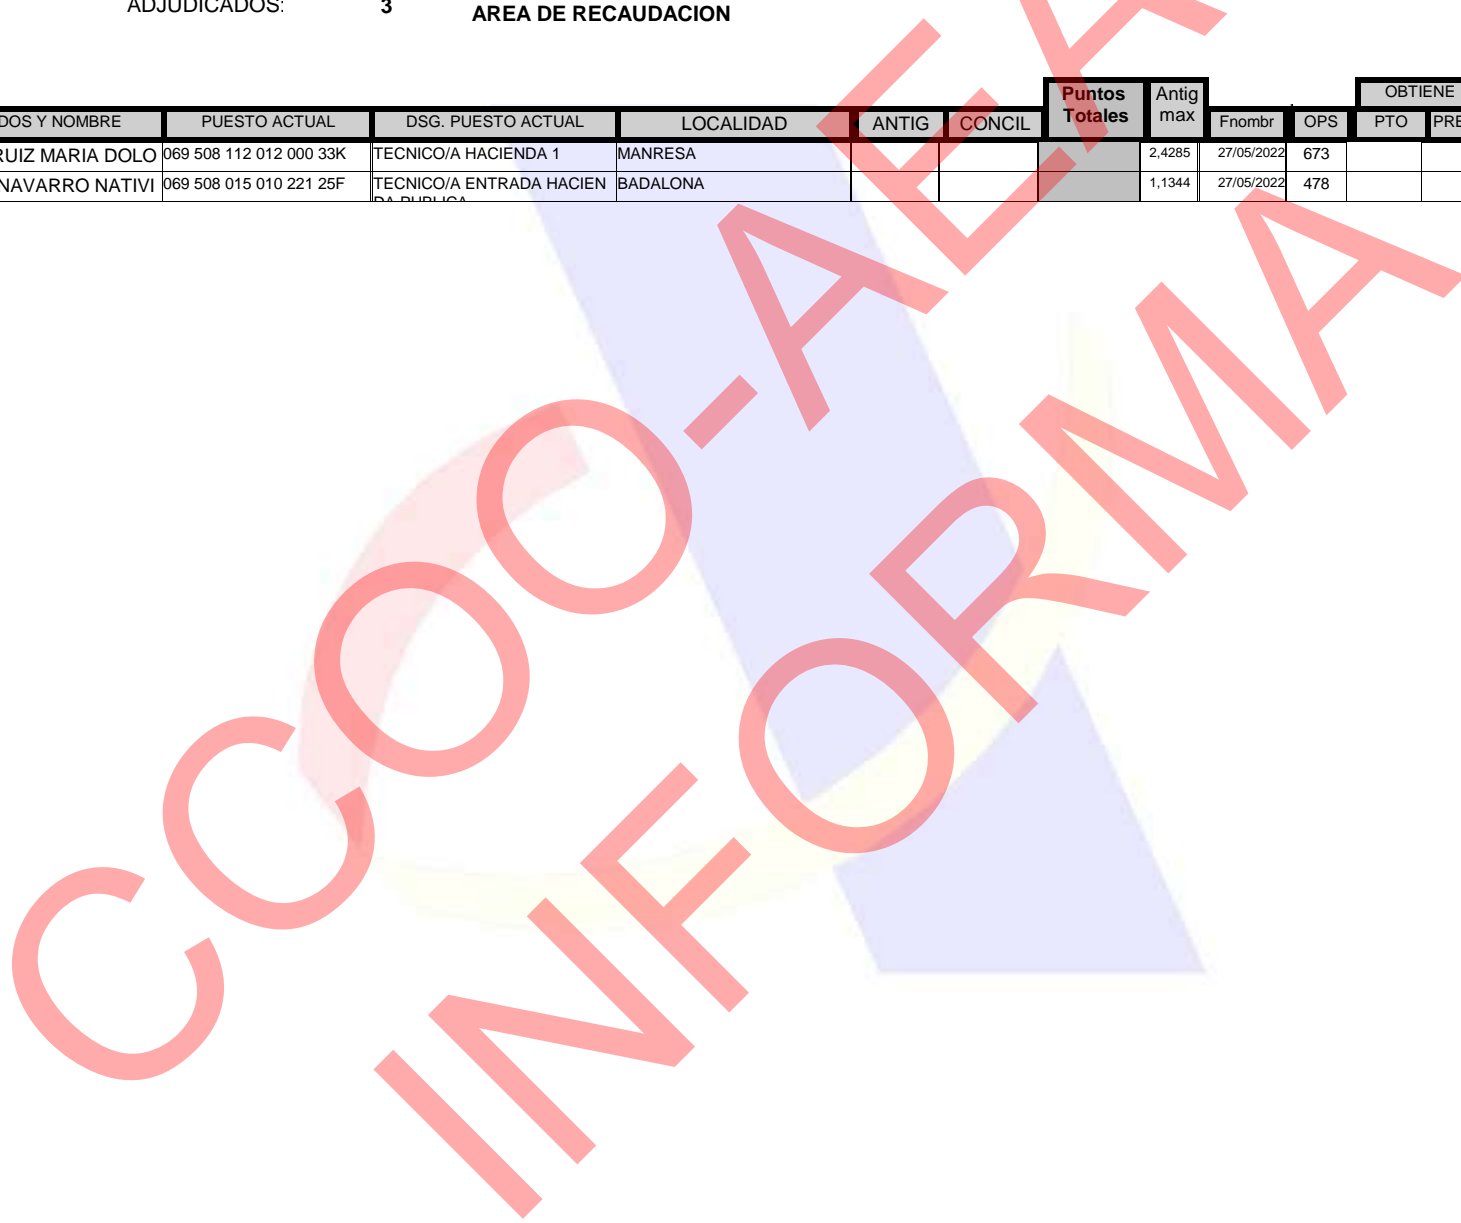 ADJUDICADOS: 3 AREA DE RECAUDACION
Puntos Totales Antig max OBTIENE
DOS Y NOMBRE PUESTO ACTUAL DSG. PUESTO ACTUAL LOCALIDAD ANTIG CONCIL Fnombr OPS PTO PRE
RUIZ MARIA DOLO 069 508 112 012 000 33K TECNICO/A HACIENDA 1 MANRESA 2,4285 27/05/2022 673
NAVARRO NATIVI 069 508 015 010 221 25F TECNICO/A ENTRADA HACIEN BADALONA 1,1344 27/05/2022 478
DA PUBLICA
CCOO-AEA
INFORMA